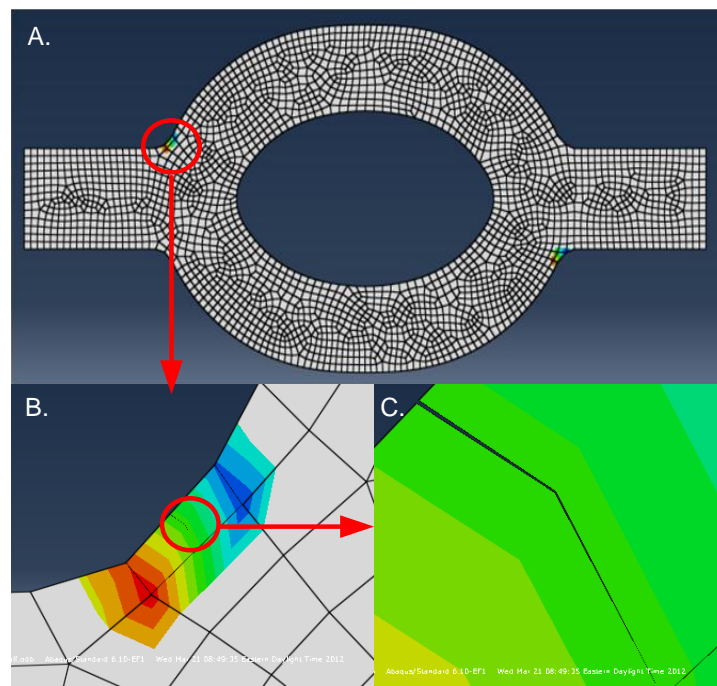 A.
B.
C.
Abaqus/Standard 6.10-EF1 Wed Mar 21 08:49:35 Eastern Daylight Time 2012
Abaqus/Standard 6.10-EF1 Wed Mar 21 08:49:35 Eastern Daylight Time 2012